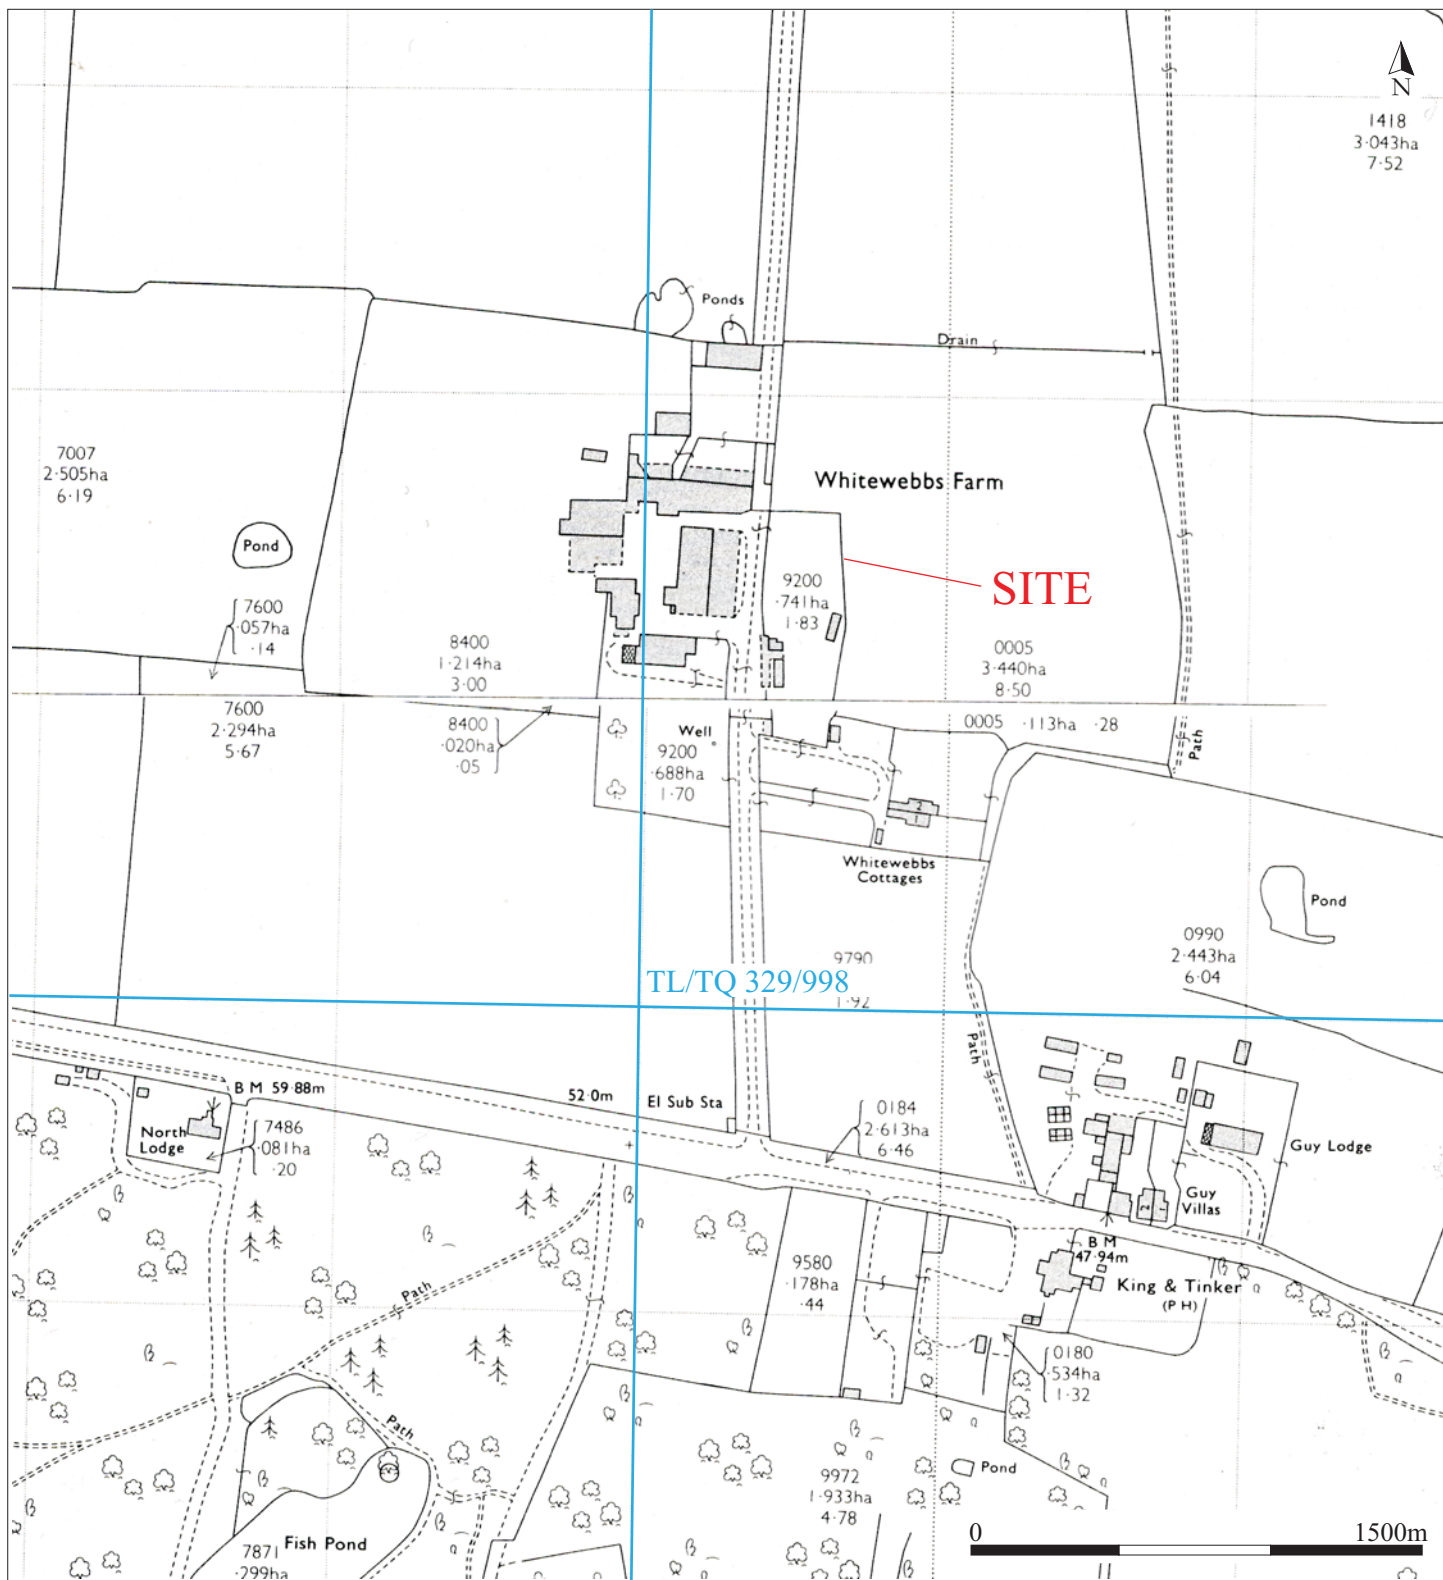 N
1418
3·043ha
7·52
Ponds
Drain
7007
2·505ha
6·19
Whitewebbs Farm
Pond
9200
·741ha
1·83
SITE
7600
·057ha
·14
8400
1·214ha
3·00
0005
3·440ha
8·50
7600
2·294ha
5·67
8400
·020ha
·05
Well
9200
·688ha
1·70
0005 ·113ha ·28
Path
2
1
Whitewebbs
Cottages
Pond
0990
2·443ha
6·04
9790
TL/TQ 329/998
1·92
Path
B M 59·88m
52·0m
El Sub Sta
0184
2·613ha
6·46
North
Lodge
7486
·081ha
·20
Guy Lodge
Guy
Villas
2
1
B M
47·94m
King & Tinker
(P H)
9580
·178ha
·44
Path
0180
·534ha
1·32
Path
Pond
9972
1·933ha
4·78
Fish Pond
7871
·299ha
0
1500m